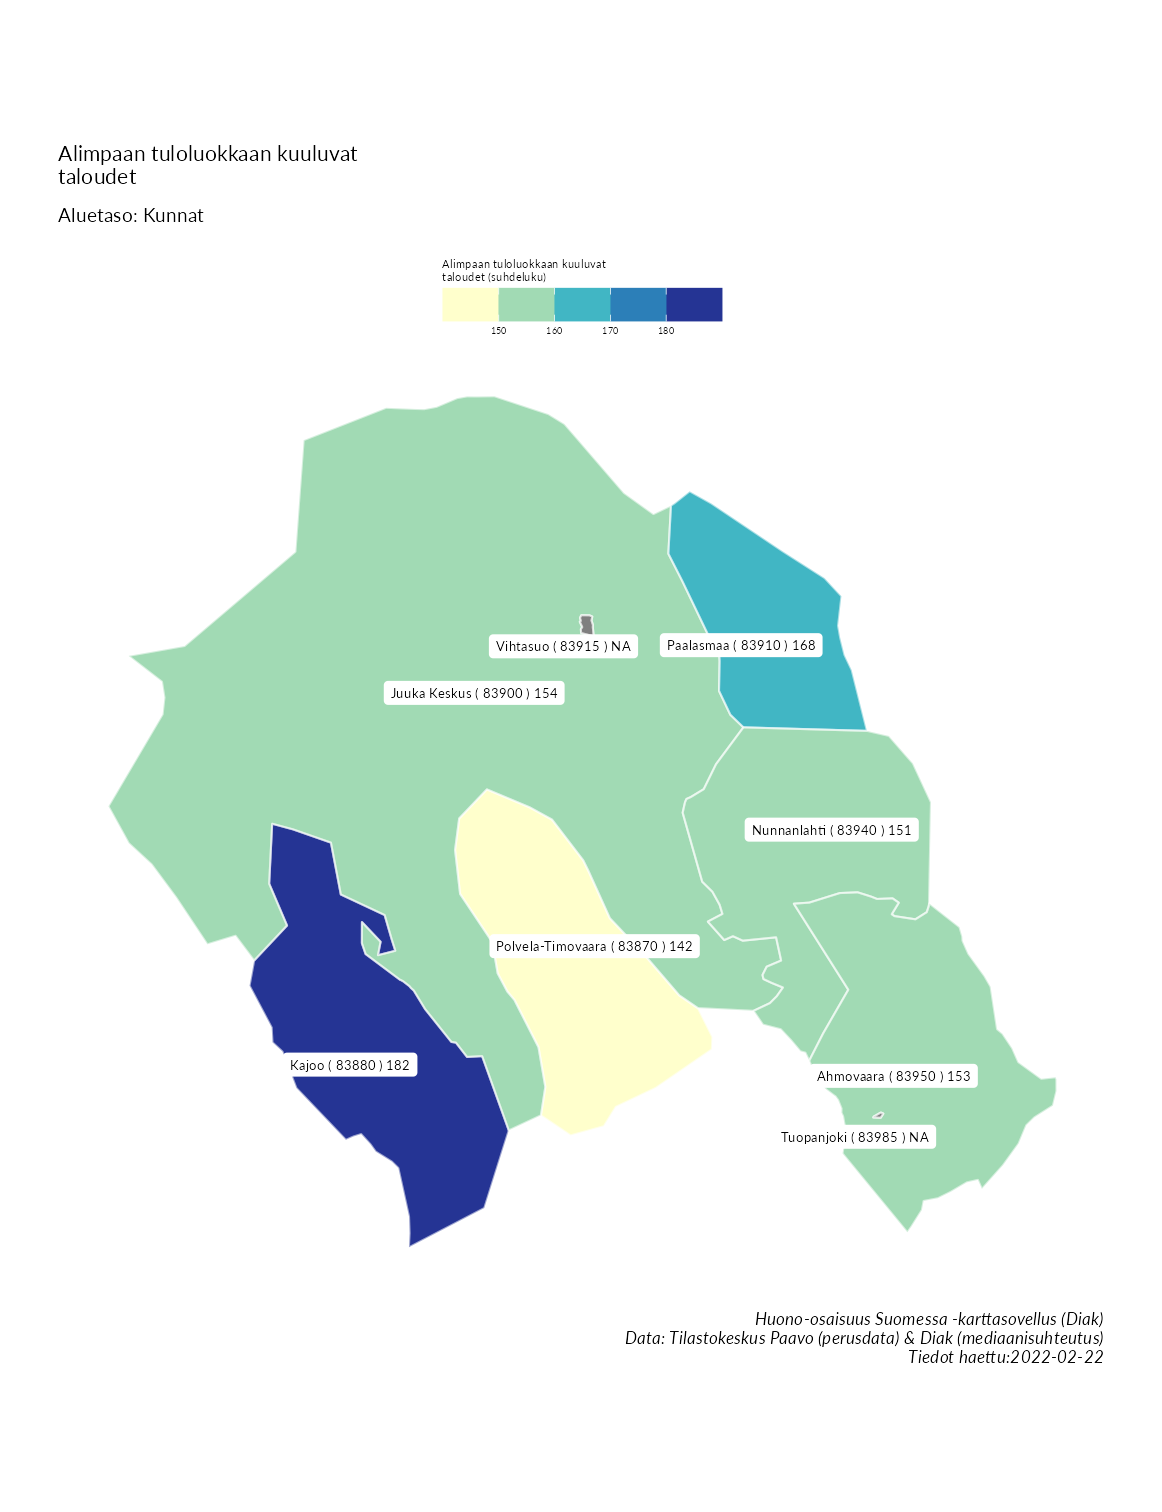 Alimpaan tuloluokkaan kuuluvat
taloudet
Aluetaso: Kunnat
Alimpaan tuloluokkaan kuuluvat
taloudet (suhdeluku)
150 160 170 180
Vihtasuo ( 83915 ) NA
Paalasmaa ( 83910 ) 168
Juuka Keskus ( 83900 ) 154
Nunnanlahti ( 83940 ) 151
Polvela-Timovaara ( 83870 ) 142
Kajoo ( 83880 ) 182
Ahmovaara ( 83950 ) 153
Tuopanjoki ( 83985 ) NA
Huono-osaisuus Suomessa -karttasovellus (Diak)
Data: Tilastokeskus Paavo (perusdata) & Diak (mediaanisuhteutus)
Tiedot haettu:2022-02-22